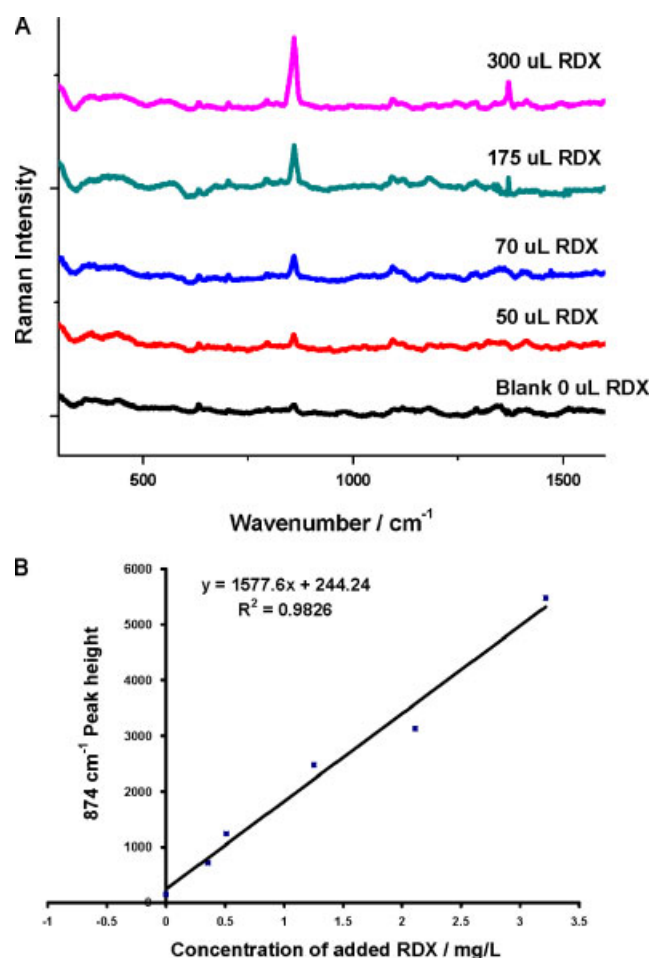 A
300 uL RDX
175 uL RDX
70 uL RDX
50 uL RDX
Blank 0 uL RDX
Raman Intensity
500 1000 1500
Wavenumber / cm⁻¹
B
y = 1577.6x + 244.24
R² = 0.9826
6000
5000
4000
3000
2000
1000
0
874 cm⁻¹ Peak height
-1 -0.5 0 0.5 1 1.5 2 2.5 3 3.5
Concentration of added RDX / mg/L